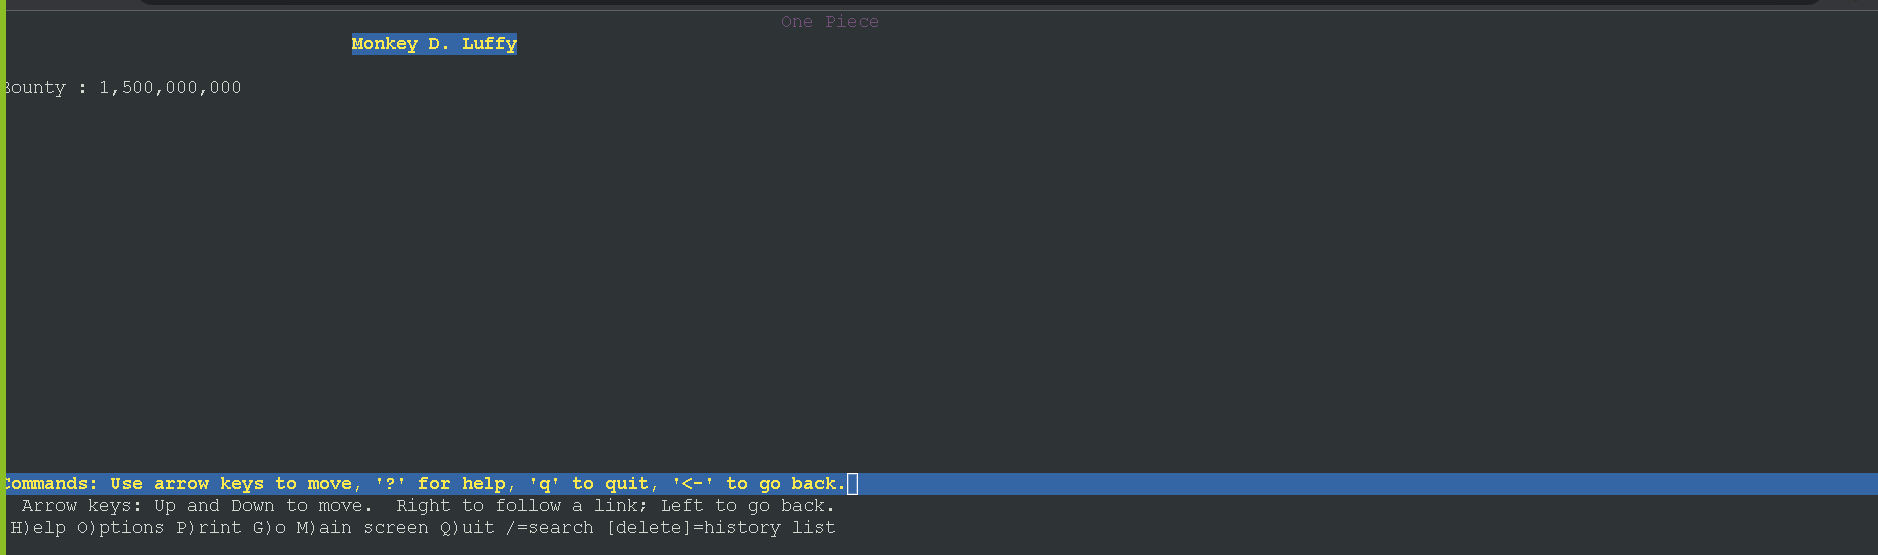 One Piece
Monkey D. Luffy
Bounty : 1,500,000,000
Commands: Use arrow keys to move, '?' for help, 'q' to quit, '<-' to go back.
Arrow keys: Up and Down to move.  Right to follow a link; Left to go back.
H)elp O)ptions P)rint G)o M)ain screen Q)uit /=search [delete]=history list